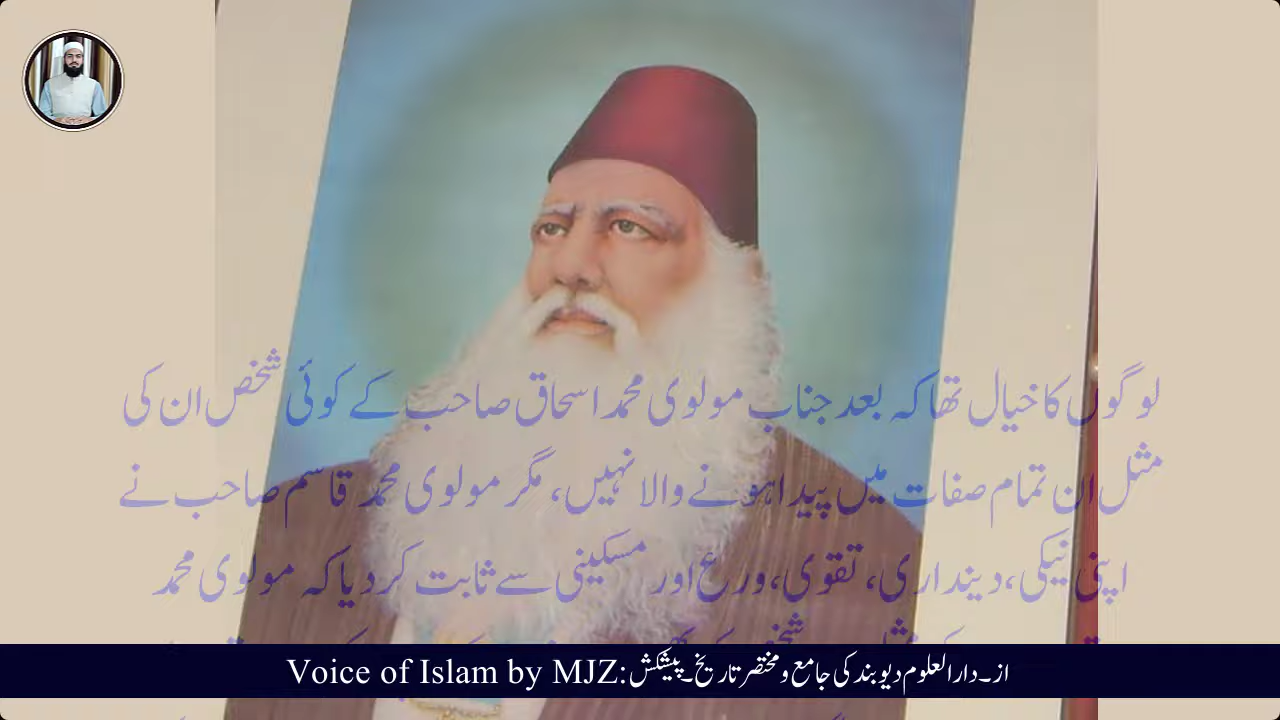 لوگوں کا خیال تھا کہ بعد جناب مولوی محمد اسحاق صاحب کے کوئی شخص ان کی
مثل ان تمام صفات میں پیدا ہونے والا نہیں، مگر مولوی محمد قاسم صاحب نے
اپنی نیکی، دینداری، تقوی، ورع اور مسکینی سے ثابت کر دیا کہ مولوی محمد
از۔دارالعلوم دیوبند کی جامع و مختصر تاریخ۔پیشکش:Voice of Islam by MJZ